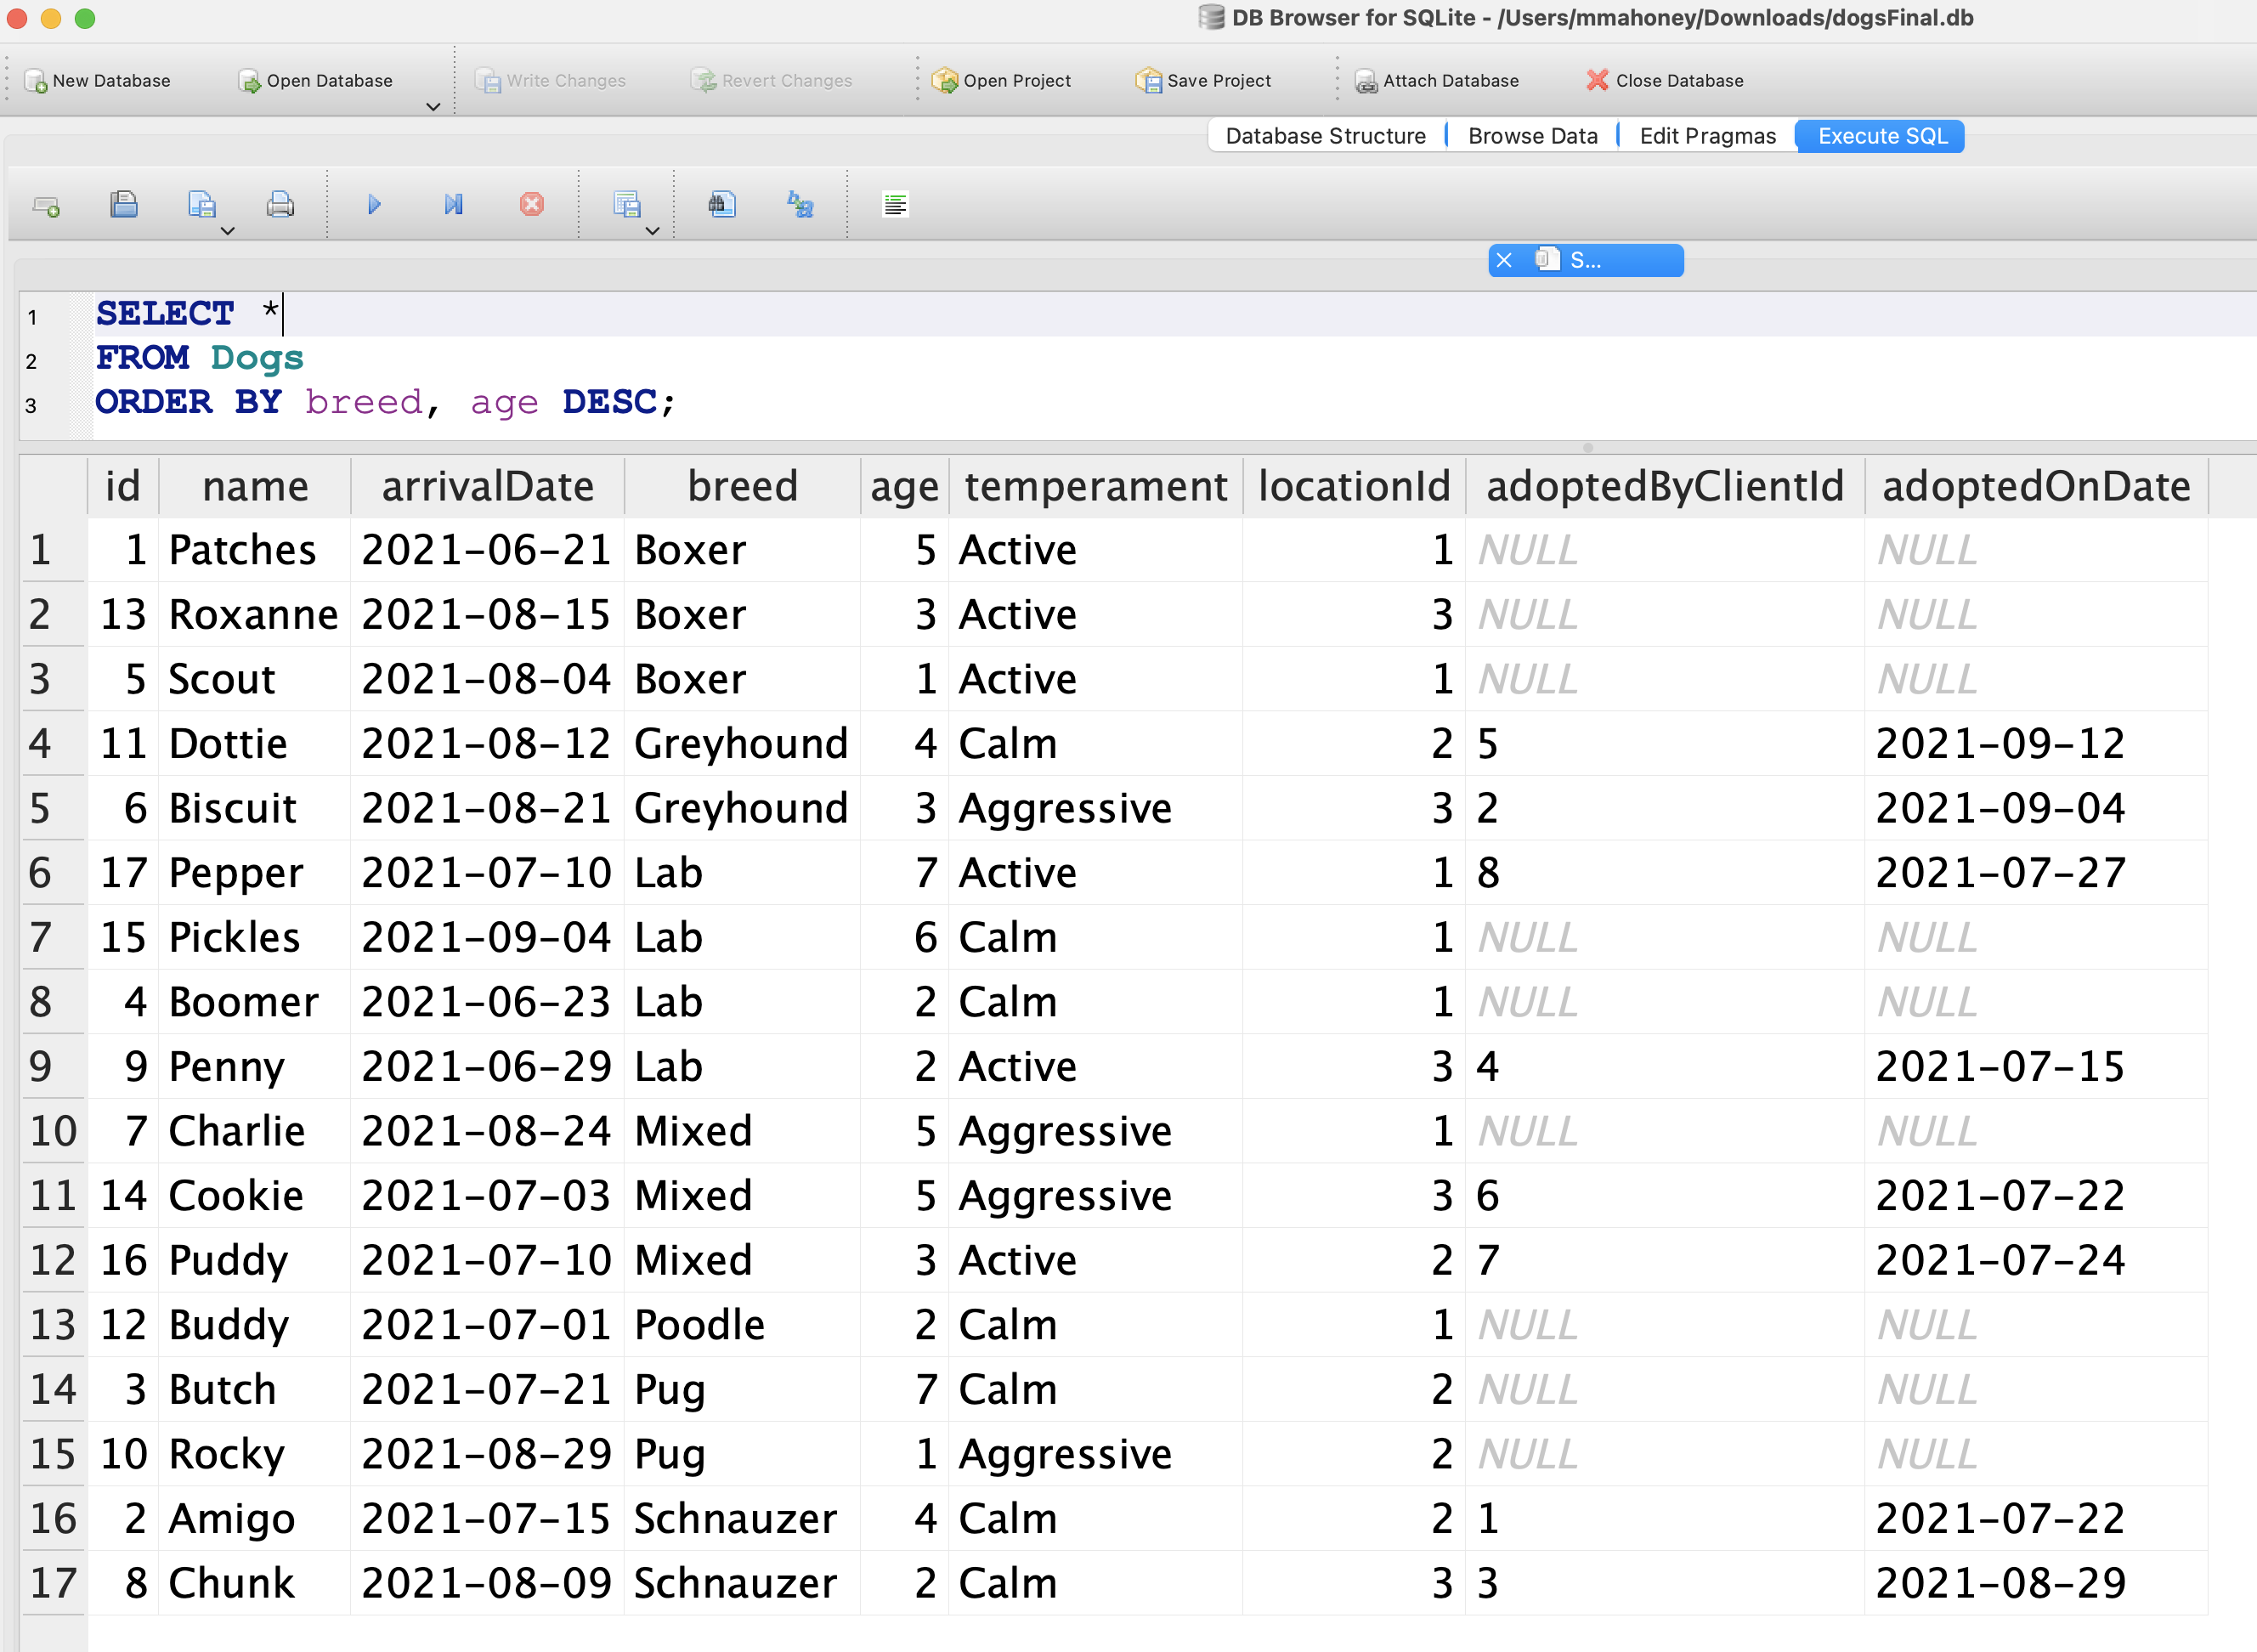 DB Browser for SQLite - /Users/mmahoney/Downloads/dogsFinal.db
New Database Open Database Write Changes Revert Changes Open Project Save Project Attach Database Close Database
Database Structure Browse Data Edit Pragmas Execute SQL
S...
1 SELECT *
2 FROM Dogs
3 ORDER BY breed, age DESC;
id name arrivalDate breed age temperament locationId adoptedByClientId adoptedOnDate
1 1 Patches 2021-06-21 Boxer 5 Active 1 NULL NULL
2 13 Roxanne 2021-08-15 Boxer 3 Active 3 NULL NULL
3 5 Scout 2021-08-04 Boxer 1 Active 1 NULL NULL
4 11 Dottie 2021-08-12 Greyhound 4 Calm 2 5 2021-09-12
5 6 Biscuit 2021-08-21 Greyhound 3 Aggressive 3 2 2021-09-04
6 17 Pepper 2021-07-10 Lab 7 Active 1 8 2021-07-27
7 15 Pickles 2021-09-04 Lab 6 Calm 1 NULL NULL
8 4 Boomer 2021-06-23 Lab 2 Calm 1 NULL NULL
9 9 Penny 2021-06-29 Lab 2 Active 3 4 2021-07-15
10 7 Charlie 2021-08-24 Mixed 5 Aggressive 1 NULL NULL
11 14 Cookie 2021-07-03 Mixed 5 Aggressive 3 6 2021-07-22
12 16 Puddy 2021-07-10 Mixed 3 Active 2 7 2021-07-24
13 12 Buddy 2021-07-01 Poodle 2 Calm 1 NULL NULL
14 3 Butch 2021-07-21 Pug 7 Calm 2 NULL NULL
15 10 Rocky 2021-08-29 Pug 1 Aggressive 2 NULL NULL
16 2 Amigo 2021-07-15 Schnauzer 4 Calm 2 1 2021-07-22
17 8 Chunk 2021-08-09 Schnauzer 2 Calm 3 3 2021-08-29